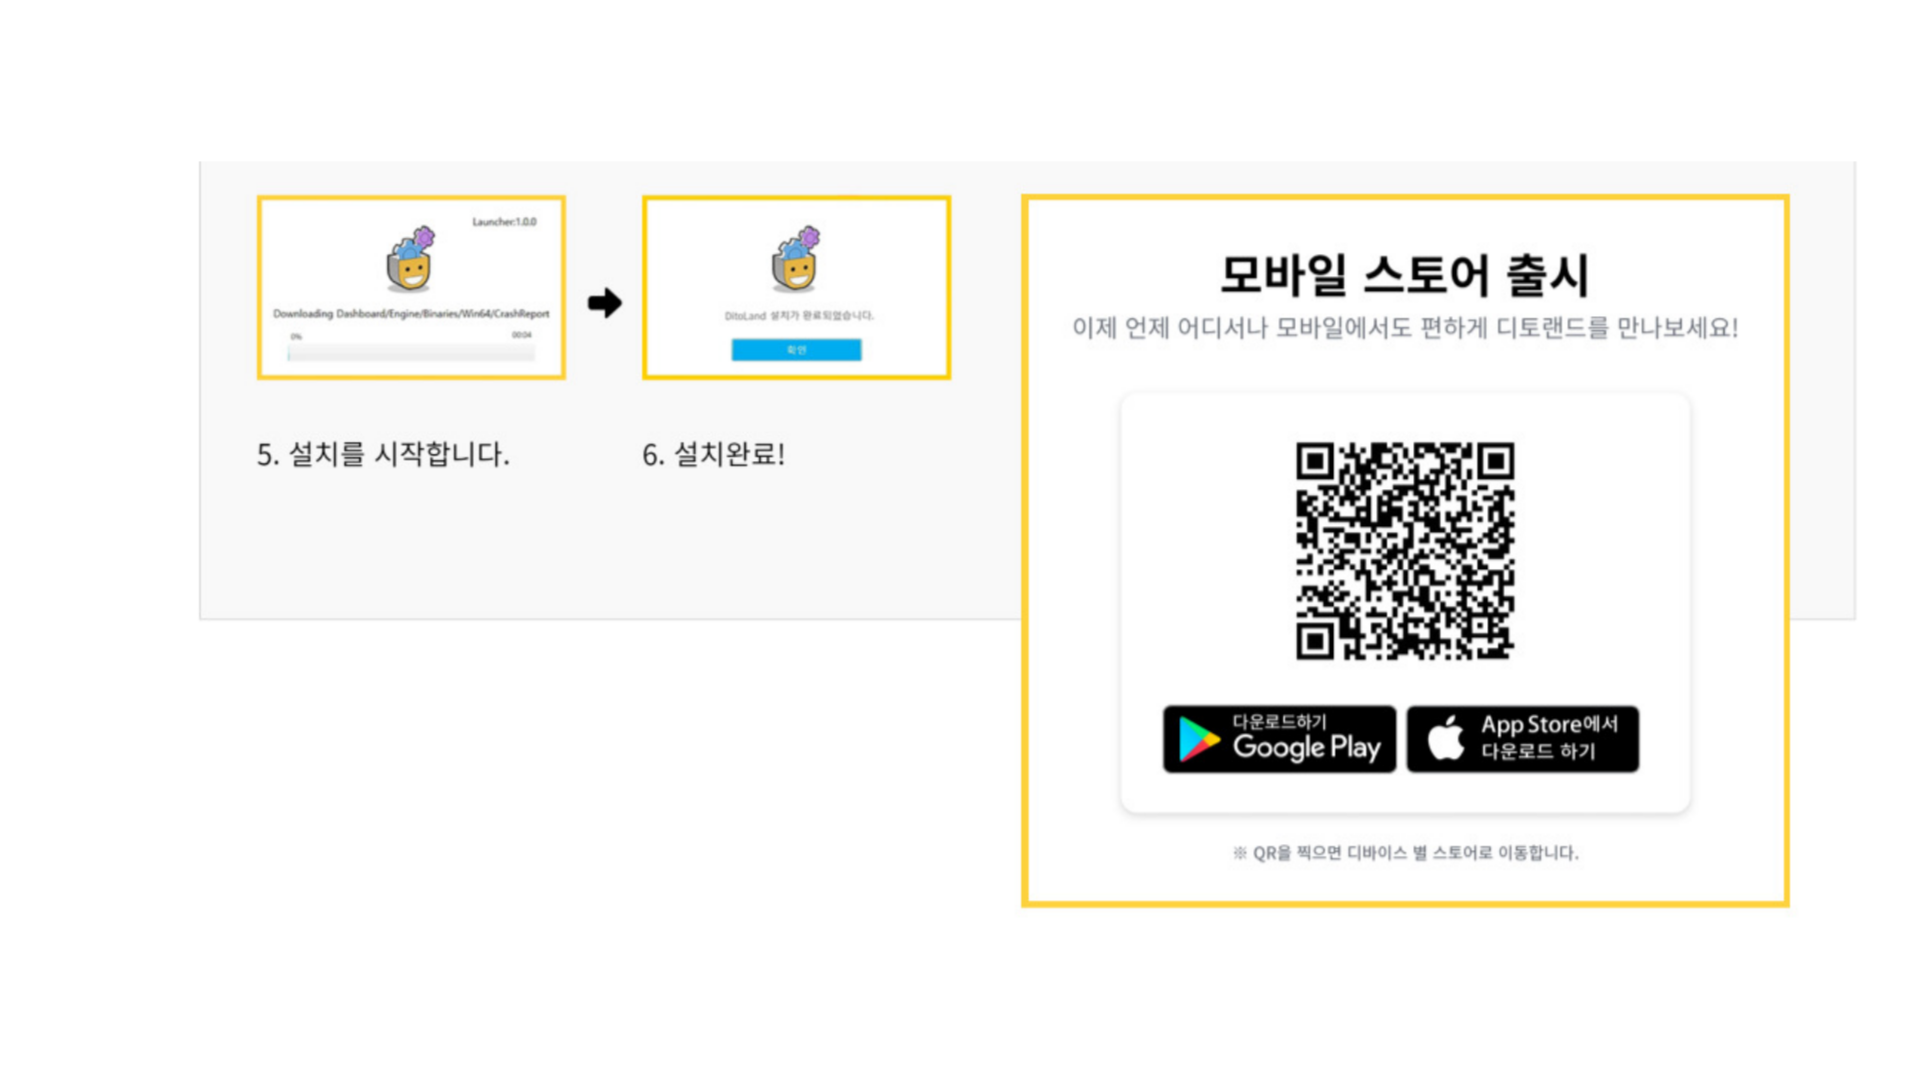 Launcher:1.0.0
Downloading Dashboard/Engine/Binaries/Win64/CrashReport
0%
00:04
5. 설치를 시작합니다.
DitoLand 설치가 완료되었습니다.
확인
6. 설치완료!
모바일 스토어 출시
이제 언제 어디서나 모바일에서도 편하게 디토랜드를 만나보세요!
다운로드하기
Google Play
App Store에서
다운로드 하기
※ QR을 찍으면 디바이스 별 스토어로 이동합니다.